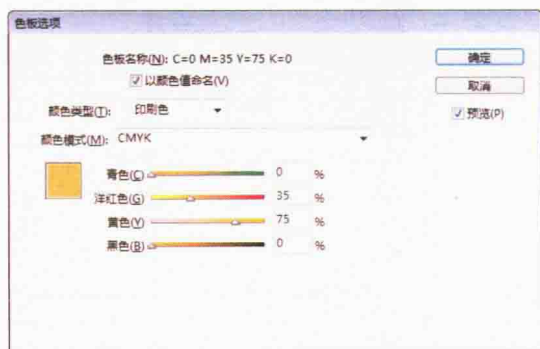 色板选项
色板名称(N): C=0 M=35 Y=75 K=0
确定
以颜色值命名(V)
取消
颜色类型(T): 印刷色
预览(P)
颜色模式(M): CMYK
青色(C) 0 %
洋红色(G) 35 %
黄色(Y) 75 %
黑色(B) 0 %